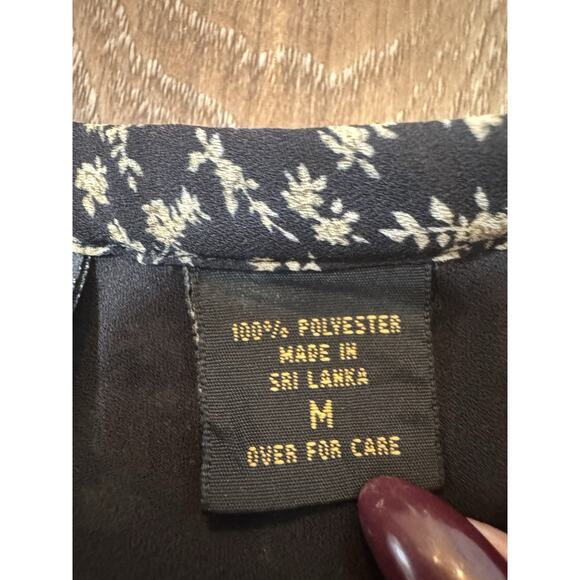 100% POLYESTER
MADE IN
SRI LANKA
M
OVER FOR CARE